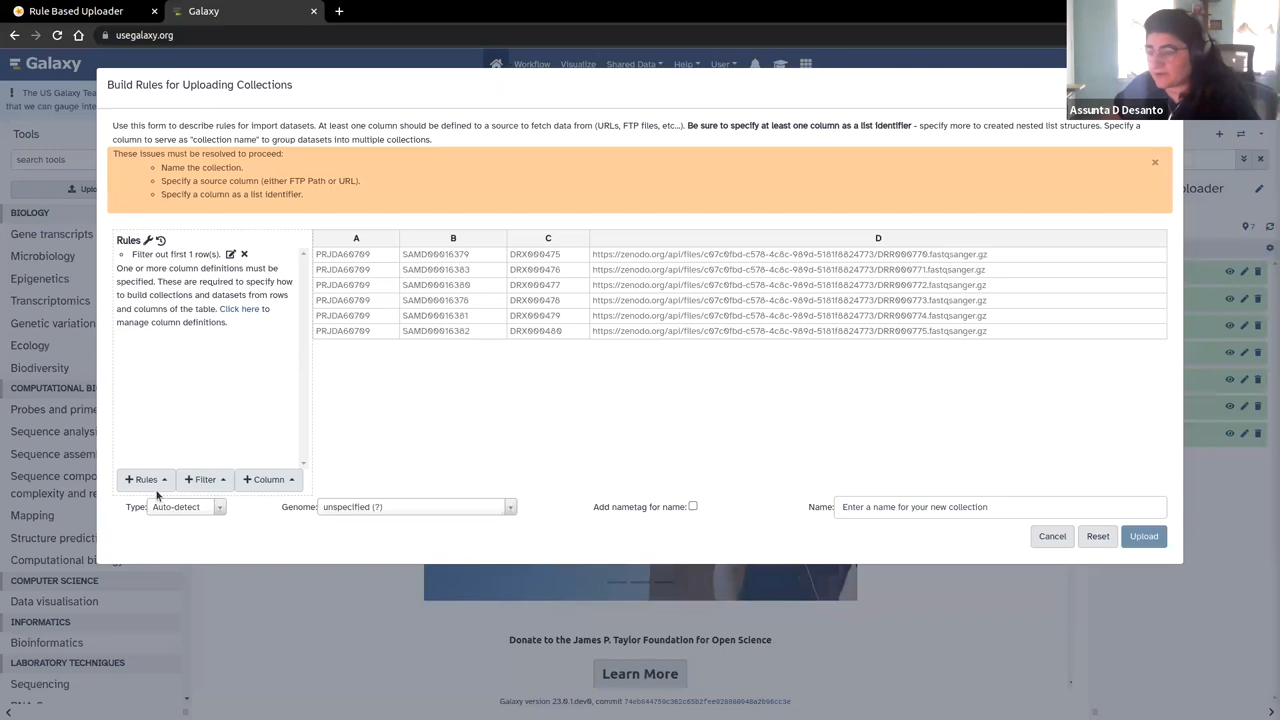 Rule Based Uploader
Galaxy
usegalaxy.org
Galaxy
Workflow Visualize Shared Data Help User
Assunta D Desanto
The US Galaxy Tea
that we can gauge
Tools
search tools
Uplo
BIOLOGY
Gene transcripts
Microbiology
Epigenetics
Transcriptomics
Genetic variation
Ecology
Biodiversity
COMPUTATIONAL BI
Probes and prime
Sequence analys
Sequence assem
Sequence compo
complexity and re
Mapping
Structure predicti
Computational b
COMPUTER SCIENCE
Data visualisation
INFORMATICS
Bioinformatics
LABORATORY TECHNIQUES
Sequencing
Build Rules for Uploading Collections
Use this form to describe rules for import datasets. At least one column should be defined to a source to fetch data from (URLs, FTP files, etc...). Be sure to specify at least one column as a list identifier - specify more to created nested list structures. Specify a
column to serve as "collection name" to group datasets into multiple collections.
These issues must be resolved to proceed:
Name the collection.
Specify a source column (either FTP Path or URL).
Specify a column as a list identifier.
Rules
Filter out first 1 row(s).
One or more column definitions must be
specified. These are required to specify how
to build collections and datasets from rows
and columns of the table. Click here to
manage column definitions.
A B C D
PRJDA60709 SAMD00016379 DRX000475 https://zenodo.org/api/files/c07c0fbd-c578-4c8c-989d-5181f8824773/DRR000770.fastqsanger.gz
PRJDA60709 SAMD00016383 DRX000476 https://zenodo.org/api/files/c07c0fbd-c578-4c8c-989d-5181f8824773/DRR000771.fastqsanger.gz
PRJDA60709 SAMD00016380 DRX000477 https://zenodo.org/api/files/c07c0fbd-c578-4c8c-989d-5181f8824773/DRR000772.fastqsanger.gz
PRJDA60709 SAMD00016378 DRX000478 https://zenodo.org/api/files/c07c0fbd-c578-4c8c-989d-5181f8824773/DRR000773.fastqsanger.gz
PRJDA60709 SAMD00016381 DRX000479 https://zenodo.org/api/files/c07c0fbd-c578-4c8c-989d-5181f8824773/DRR000774.fastqsanger.gz
PRJDA60709 SAMD00016382 DRX000480 https://zenodo.org/api/files/c07c0fbd-c578-4c8c-989d-5181f8824773/DRR000775.fastqsanger.gz
+ Rules + Filter + Column
Type: Auto-detect Genome: unspecified (?) Add nametag for name: Name: Enter a name for your new collection
Cancel Reset Upload
loader
7
Donate to the James P. Taylor Foundation for Open Science
Learn More
Galaxy version 23.0.1.dev0, commit